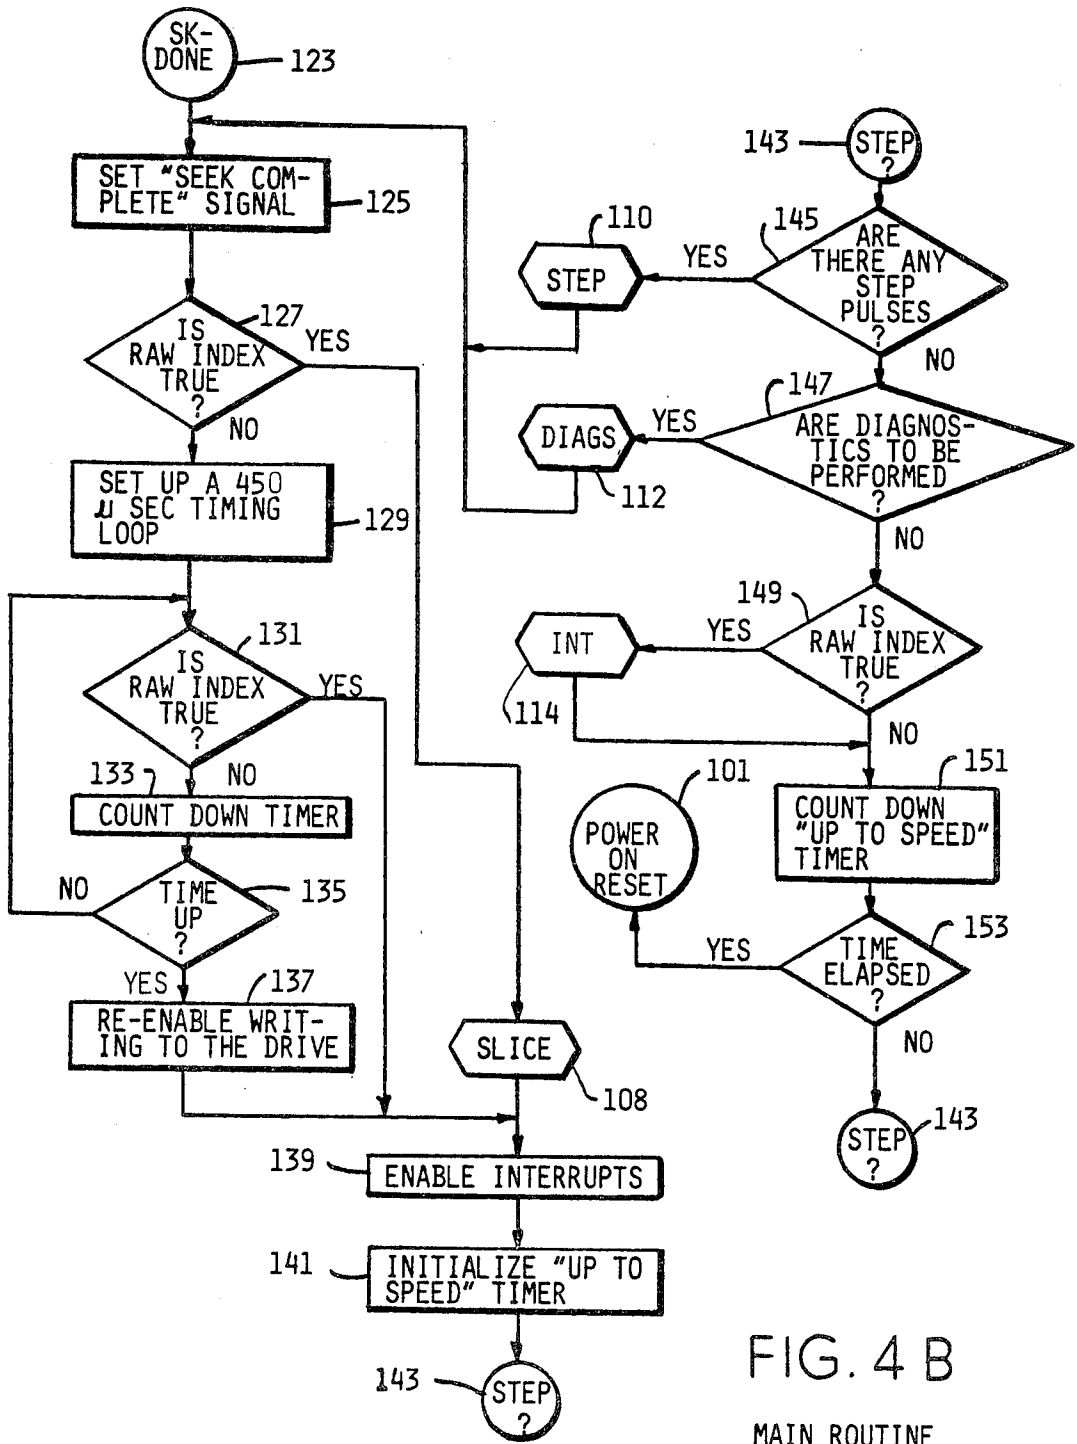 SK-
DONE
123
SET "SEEK COM-
PLETE" SIGNAL
125
IS
RAW INDEX
TRUE
?
127
YES
NO
SET UP A 450
μ SEC TIMING
LOOP
129
IS
RAW INDEX
TRUE
?
131
YES
NO
133
COUNT DOWN TIMER
TIME
UP
?
135
NO
YES
137
RE-ENABLE WRIT-
ING TO THE DRIVE
SLICE
108
139
ENABLE INTERRUPTS
141
INITIALIZE "UP TO
SPEED" TIMER
143
STEP
?
143
STEP
?
145
ARE
THERE ANY
STEP
PULSES
?
YES
NO
110
STEP
147
ARE DIAGNOS-
TICS TO BE
PERFORMED
?
YES
NO
DIAGS
112
149
IS
RAW INDEX
TRUE
?
YES
NO
INT
114
151
COUNT DOWN
"UP TO SPEED"
TIMER
153
TIME
ELAPSED
?
YES
NO
101
POWER
ON
RESET
143
STEP
?
FIG. 4 B
MAIN ROUTINE